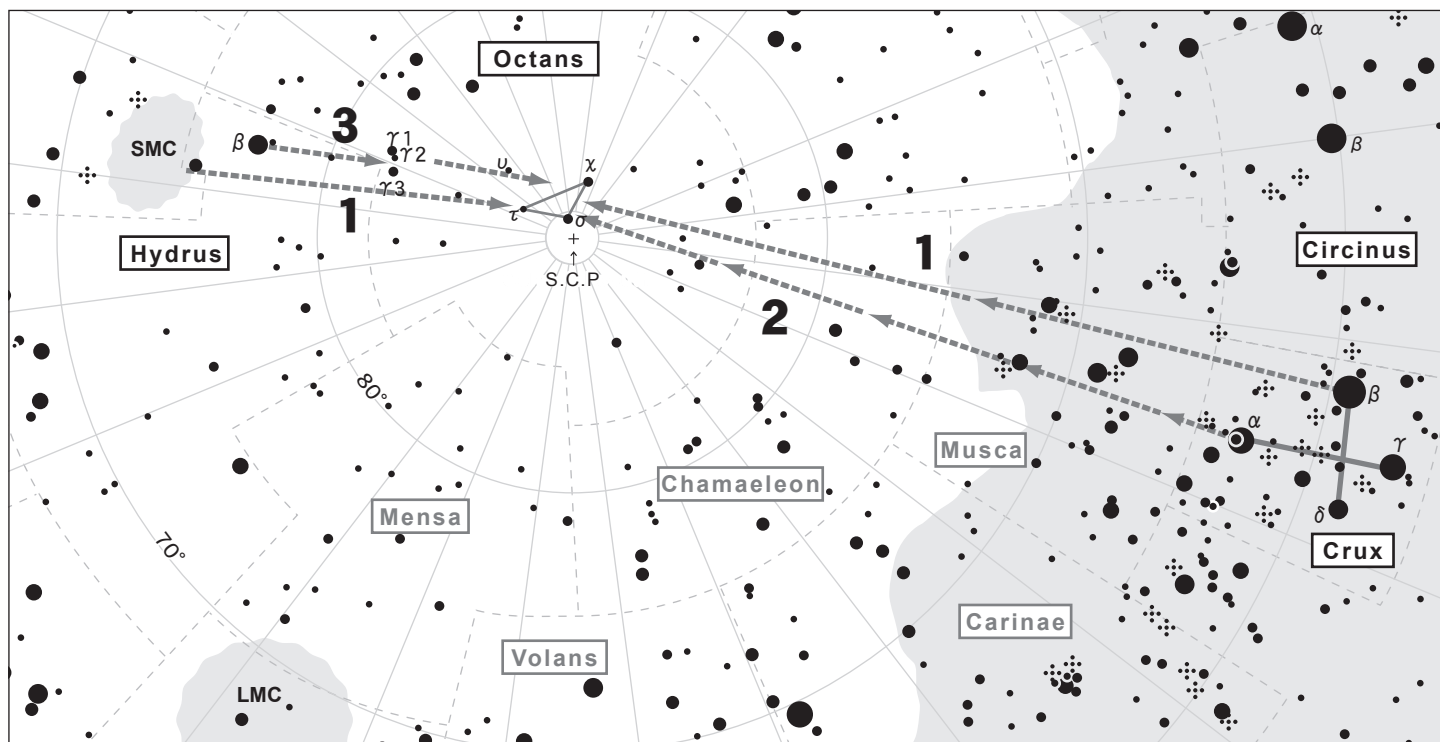 Octans
α
3
β
γ1
γ2
γ3
SMC
υ
χ
β
1
τ
σ
1
Hydrus
S.C.P
Circinus
2
80°
β
α
γ
Musca
Chamaeleon
Mensa
δ
Crux
70°
Carinae
Volans
LMC